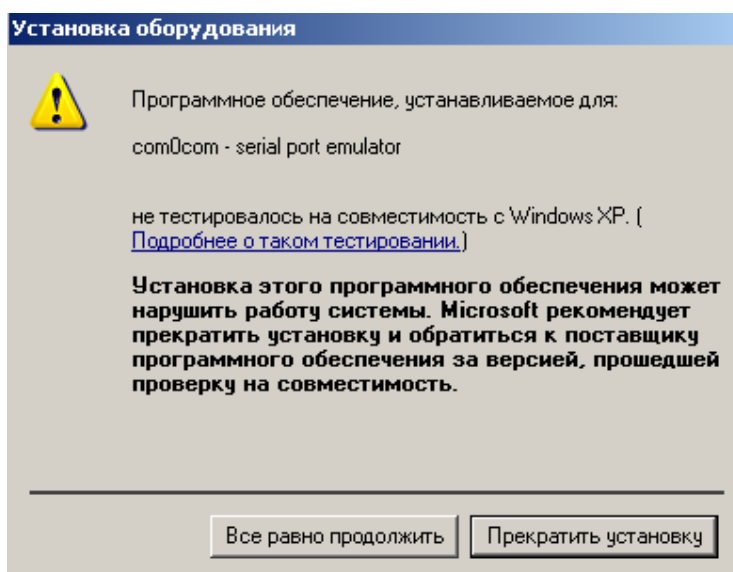 Установка оборудования
Программное обеспечение, устанавливаемое для:
com0com - serial port emulator
не тестировалось на совместимость с Windows XP. (
Подробнее о таком тестировании.)
Установка этого программного обеспечения может
нарушить работу системы. Microsoft рекомендует
прекратить установку и обратиться к поставщику
программного обеспечения за версией, прошедшей
проверку на совместимость.
Все равно продолжить
Прекратить установку